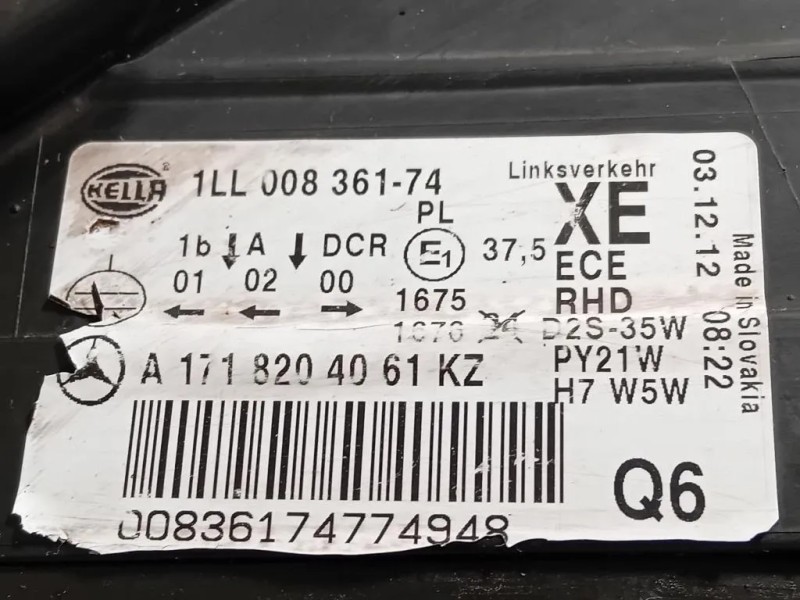 HELLA
1LL 008 361-74
Linksverkehr
PL
XE
1b A DCR
E1
37,5
ECE
01 02 00
1675
RHD
1676 D2S-35W
A 171 820 40 61 KZ
PY21W
H7 W5W
00836174774948
Q6
03.12.12 08:22
Made in Slovakia